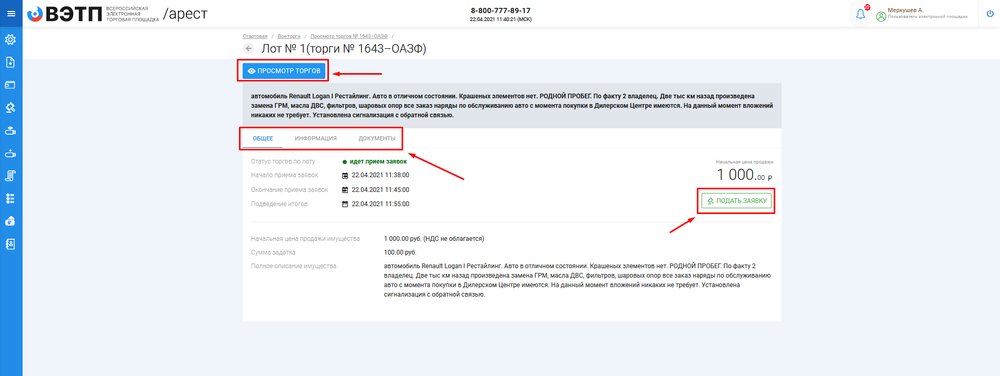 ВЭТП ВСЕРОССИЙСКАЯ
ЭЛЕКТРОННАЯ
ТОРГОВАЯ ПЛОЩАДКА
/арест
8-800-777-89-17
22.04.2021 11:40:21 (МСК)
20
Меркушев А.
Пользователь электронной площадки
Стартовая / Все торги / Просмотр торгов № 1643–ОАЗФ /
Лот № 1(торги № 1643–ОАЗФ)
ПРОСМОТР ТОРГОВ
автомобиль Renault Logan I Рестайлинг. Авто в отличном состоянии. Крашеных элементов нет. РОДНОЙ ПРОБЕГ. По факту 2 владелец. Две тыс км назад произведена
замена ГРМ, масла ДВС, фильтров, шаровых опор все заказ наряды по обслуживанию авто с момента покупки в Дилерском Центре имеются. На данный момент вложений
никаких не требует. Установлена сигнализация с обратной связью.
ОБЩЕЕ ИНФОРМАЦИЯ ДОКУМЕНТЫ
Статус торгов по лоту идет прием заявок
Начало приема заявок 22.04.2021 11:38:00
Окончание приема заявок 22.04.2021 11:45:00
Подведение итогов 22.04.2021 11:55:00
Начальная цена продажи
1 000.00 ₽
ПОДАТЬ ЗАЯВКУ
Начальная цена продажи имущества 1 000.00 руб. (НДС не облагается)
Сумма задатка 100.00 руб.
Полное описание имущества автомобиль Renault Logan I Рестайлинг. Авто в отличном состоянии. Крашеных элементов нет. РОДНОЙ ПРОБЕГ. По факту 2
владелец. Две тыс км назад произведена замена ГРМ, масла ДВС, фильтров, шаровых опор все заказ наряды по обслуживанию
авто с момента покупки в Дилерском Центре имеются. На данный момент вложений никаких не требует. Установлена
сигнализация с обратной связью.